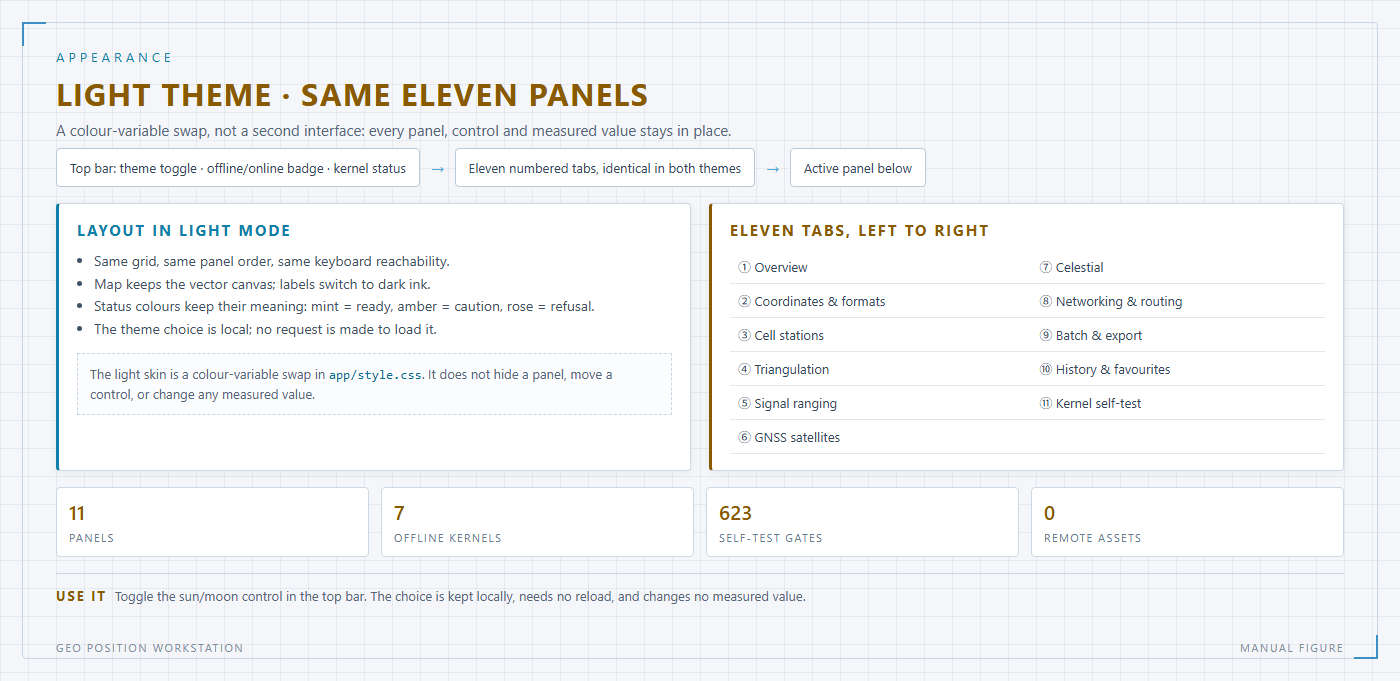 APPEARANCE
LIGHT THEME · SAME ELEVEN PANELS
A colour-variable swap, not a second interface: every panel, control and measured value stays in place.
Top bar: theme toggle · offline/online badge · kernel status → Eleven numbered tabs, identical in both themes → Active panel below
LAYOUT IN LIGHT MODE
• Same grid, same panel order, same keyboard reachability.
• Map keeps the vector canvas; labels switch to dark ink.
• Status colours keep their meaning: mint = ready, amber = caution, rose = refusal.
• The theme choice is local; no request is made to load it.
The light skin is a colour-variable swap in app/style.css. It does not hide a panel, move a
control, or change any measured value.
ELEVEN TABS, LEFT TO RIGHT
① Overview
⑦ Celestial
② Coordinates & formats
⑧ Networking & routing
③ Cell stations
⑨ Batch & export
④ Triangulation
⑩ History & favourites
⑤ Signal ranging
⑪ Kernel self-test
⑥ GNSS satellites
11
PANELS
7
OFFLINE KERNELS
623
SELF-TEST GATES
0
REMOTE ASSETS
USE IT Toggle the sun/moon control in the top bar. The choice is kept locally, needs no reload, and changes no measured value.
GEO POSITION WORKSTATION
MANUAL FIGURE